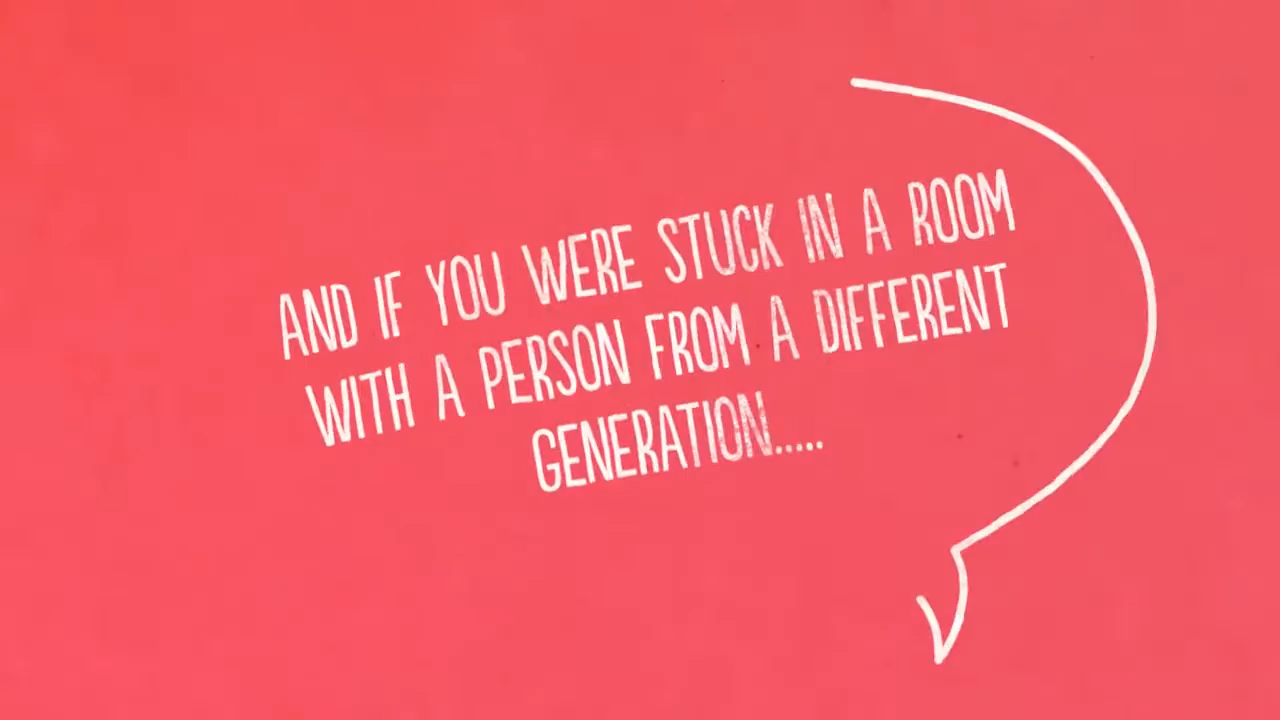 AND IF YOU WERE STUCK IN A ROOM
WITH A PERSON FROM A DIFFERENT
GENERATION.....